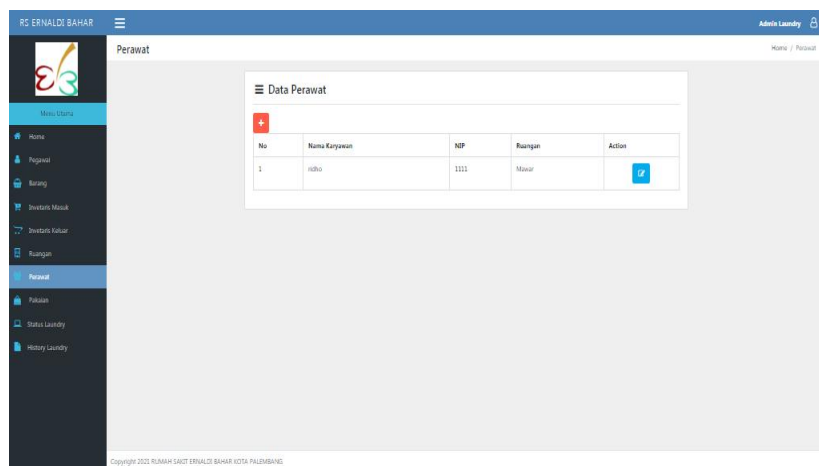 RS ERNALDI BAHAR
Admin Laundry
Perawat
Home / Perawat
Menu Utama
Home
Pegawai
Barang
Invetaris Masuk
Invetaris Keluar
Ruangan
Perawat
Pakaian
Status Laundry
History Laundry
Data Perawat
+
No Nama Karyawan NIP Ruangan Action
1 ridho 1111 Mawar
Copyright 2021 RUMAH SAKIT ERNALDI BAHAR KOTA PALEMBANG